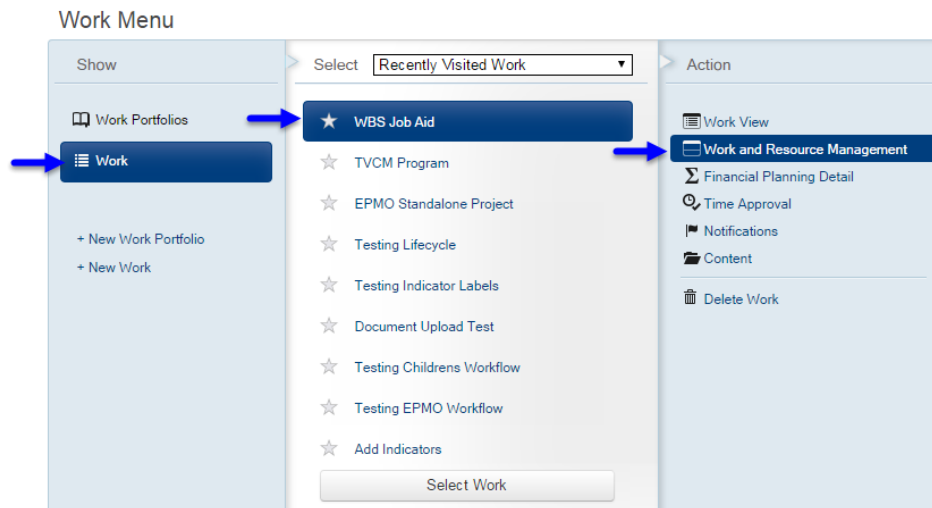 Work Menu
Show
Work Portfolios
Work
+ New Work Portfolio
+ New Work
Select Recently Visited Work
WBS Job Aid
TVCM Program
EPMO Standalone Project
Testing Lifecycle
Testing Indicator Labels
Document Upload Test
Testing Childrens Workflow
Testing EPMO Workflow
Add Indicators
Select Work
Action
Work View
Work and Resource Management
Financial Planning Detail
Time Approval
Notifications
Content
Delete Work